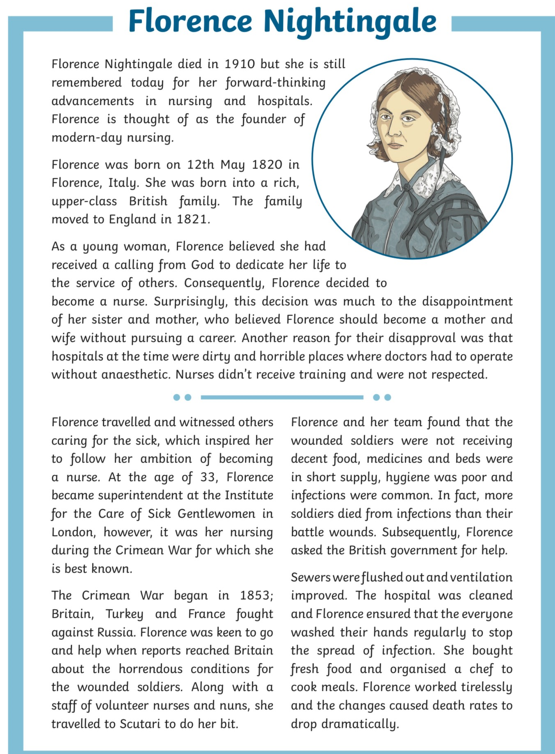 Florence Nightingale
Florence Nightingale died in 1910 but she is still
remembered today for her forward-thinking
advancements in nursing and hospitals.
Florence is thought of as the founder of
modern-day nursing.
Florence was born on 12th May 1820 in
Florence, Italy. She was born into a rich,
upper-class British family. The family
moved to England in 1821.
As a young woman, Florence believed she had
received a calling from God to dedicate her life to
the service of others. Consequently, Florence decided to
become a nurse. Surprisingly, this decision was much to the disappointment
of her sister and mother, who believed Florence should become a mother and
wife without pursuing a career. Another reason for their disapproval was that
hospitals at the time were dirty and horrible places where doctors had to operate
without anaesthetic. Nurses didn't receive training and were not respected.
Florence travelled and witnessed others
caring for the sick, which inspired her
to follow her ambition of becoming
a nurse. At the age of 33, Florence
became superintendent at the Institute
for the Care of Sick Gentlewomen in
London, however, it was her nursing
during the Crimean War for which she
is best known.
The Crimean War began in 1853;
Britain, Turkey and France fought
against Russia. Florence was keen to go
and help when reports reached Britain
about the horrendous conditions for
the wounded soldiers. Along with a
staff of volunteer nurses and nuns, she
travelled to Scutari to do her bit.
Florence and her team found that the
wounded soldiers were not receiving
decent food, medicines and beds were
in short supply, hygiene was poor and
infections were common. In fact, more
soldiers died from infections than their
battle wounds. Subsequently, Florence
asked the British government for help.
Sewers were flushed out and ventilation
improved. The hospital was cleaned
and Florence ensured that the everyone
washed their hands regularly to stop
the spread of infection. She bought
fresh food and organised a chef to
cook meals. Florence worked tirelessly
and the changes caused death rates to
drop dramatically.